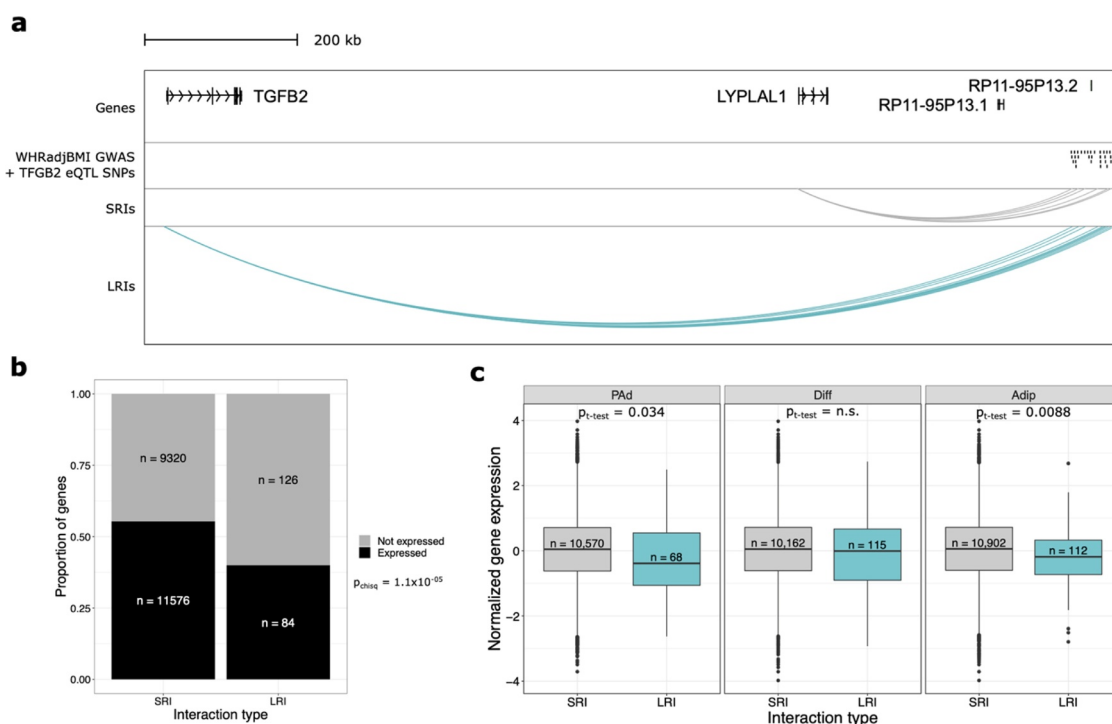 a
200 kb
Genes
TGFB2
LYPLAL1
RP11-95P13.2
RP11-95P13.1
WHRadjBMI GWAS
+ TFGB2 eQTL SNPs
SRIs
LRIs
b
Proportion of genes
1.00
0.75
0.50
0.25
0.00
n = 9320
n = 126
n = 11576
n = 84
SRI
LRI
Interaction type
Not expressed
Expressed
pchisq = 1.1x10-05
c
Normalized gene expression
4
2
0
−2
−4
PAd
Diff
Adip
pt-test = 0.034
pt-test = n.s.
pt-test = 0.0088
n = 10,570
n = 68
n = 10,162
n = 115
n = 10,902
n = 112
SRI
LRI
SRI
LRI
SRI
LRI
Interaction type